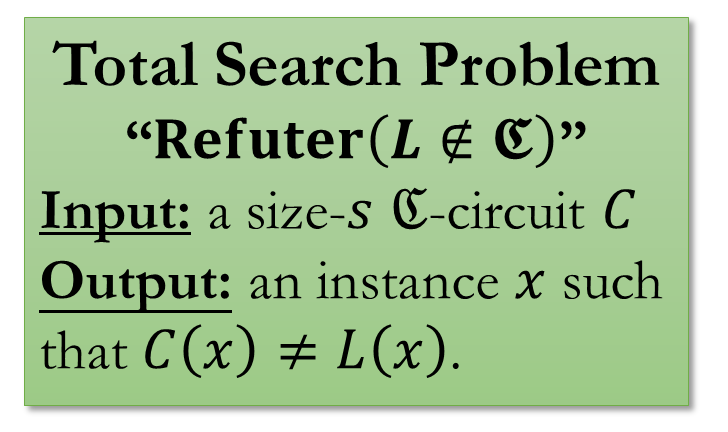 Total Search Problem
“Refuter(𝑳 ∉ 𝕮)”
Input: a size-𝑠 𝕮-circuit 𝐶
Output: an instance 𝑥 such
that 𝐶(𝑥) ≠ 𝐿(𝑥).